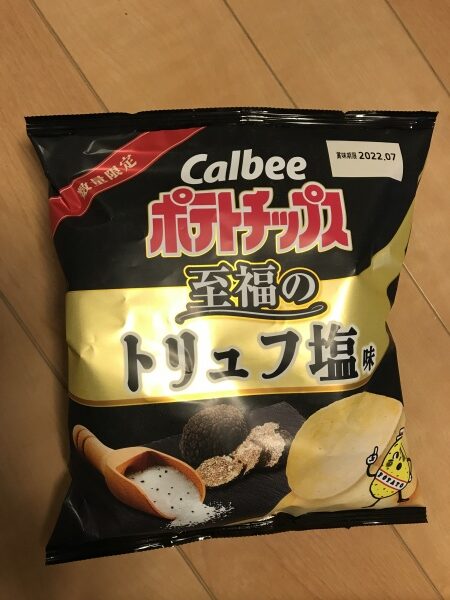 数量限定
賞味期限 2022.07
Calbee
ポテトチップス
至福の
トリュフ塩味
POTATO